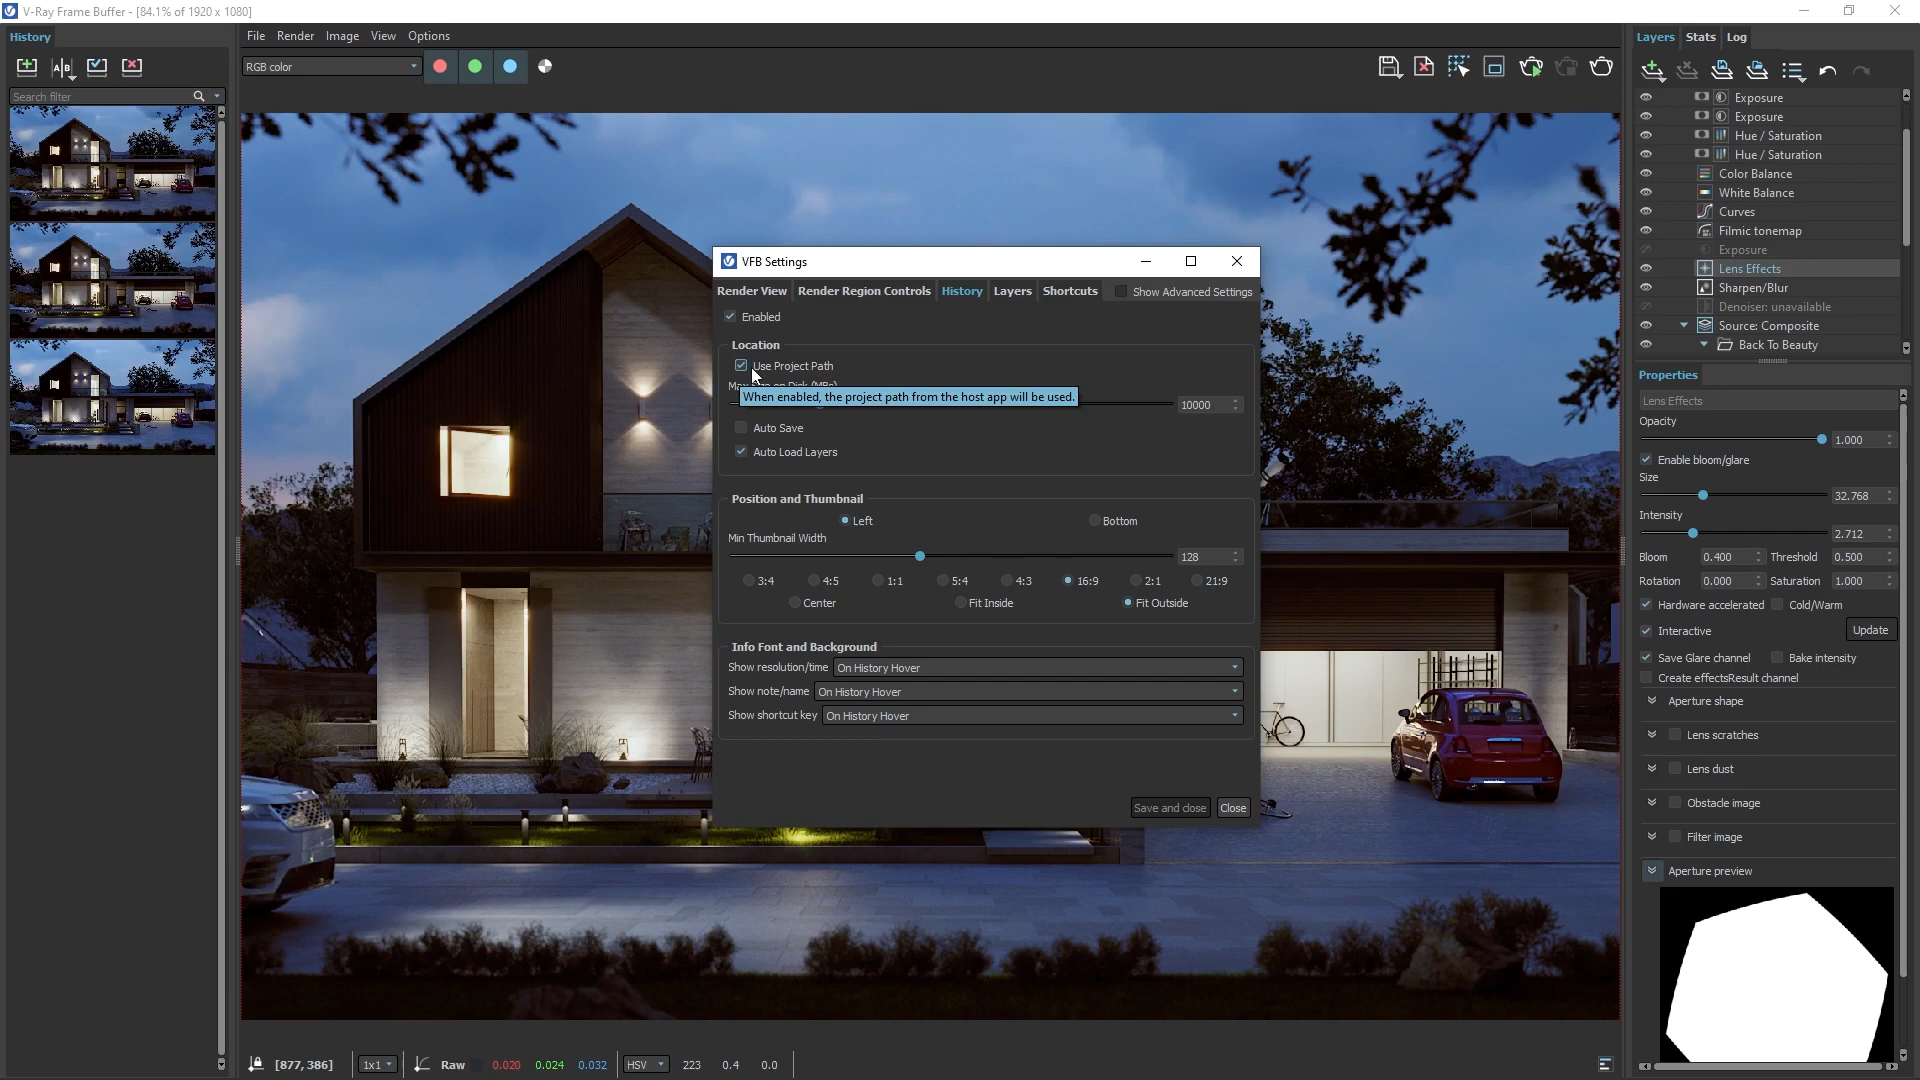 V-Ray Frame Buffer - [84.1% of 1920 x 1080]
History
Search filter
File Render Image View Options
RGB color
VFB Settings
Render View Render Region Controls History Layers Shortcuts Show Advanced Settings
Enabled
Location
Use Project Path
When enabled, the project path from the host app will be used.
10000
Auto Save
Auto Load Layers
Position and Thumbnail
Left Bottom
Min Thumbnail Width
128
3:4 4:5 1:1 5:4 4:3 16:9 2:1 21:9
Center Fit Inside Fit Outside
Info Font and Background
Show resolution/time On History Hover
Show note/name On History Hover
Show shortcut key On History Hover
Save and close Close
[877, 386] 1x1 Raw 0.020 0.024 0.032 HSV 223 0.4 0.0
Layers Stats Log
Exposure
Exposure
Hue / Saturation
Hue / Saturation
Color Balance
White Balance
Curves
Filmic tonemap
Exposure
Lens Effects
Sharpen/Blur
Denoiser: unavailable
Source: Composite
Back To Beauty
Properties
Lens Effects
Opacity
1.000
Enable bloom/glare
Size
32.768
Intensity
2.712
Bloom 0.400 Threshold 0.500
Rotation 0.000 Saturation 1.000
Hardware accelerated Cold/Warm
Interactive Update
Save Glare channel Bake intensity
Create effectsResult channel
Aperture shape
Lens scratches
Lens dust
Obstacle image
Filter image
Aperture preview